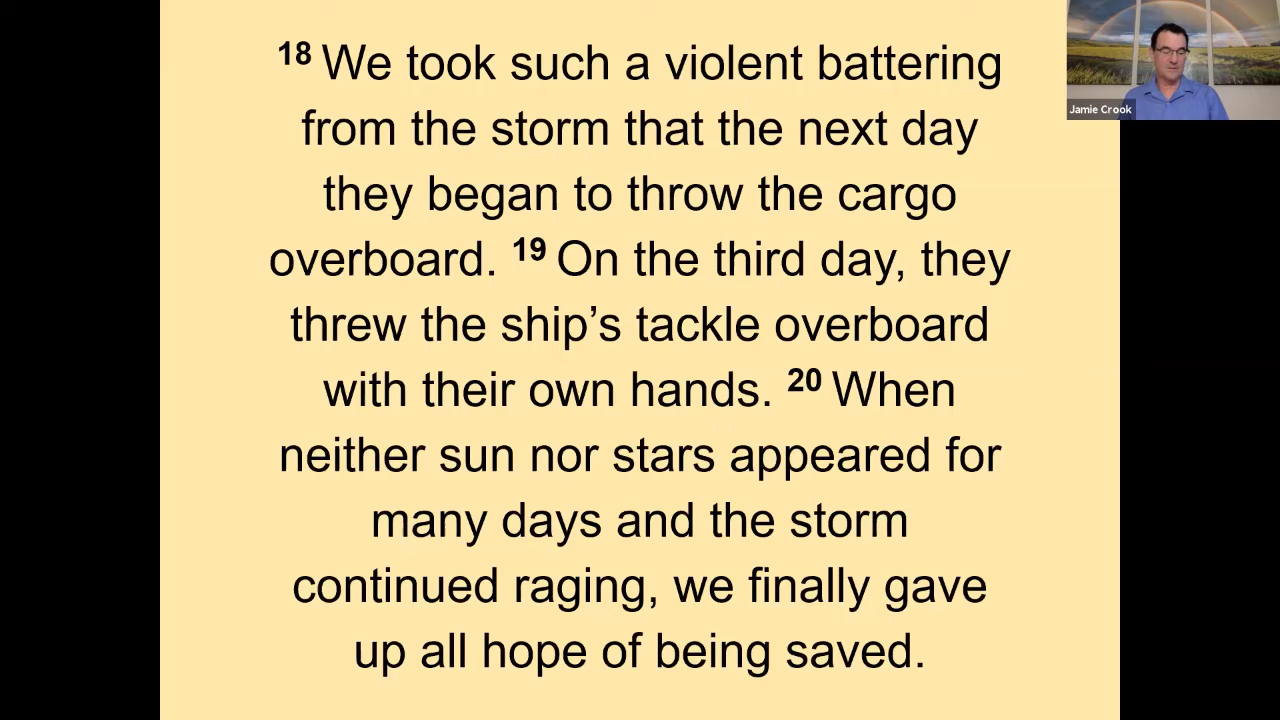 18 We took such a violent battering
from the storm that the next day
they began to throw the cargo
overboard. 19 On the third day, they
threw the ship’s tackle overboard
with their own hands. 20 When
neither sun nor stars appeared for
many days and the storm
continued raging, we finally gave
up all hope of being saved.
Jamie Crook